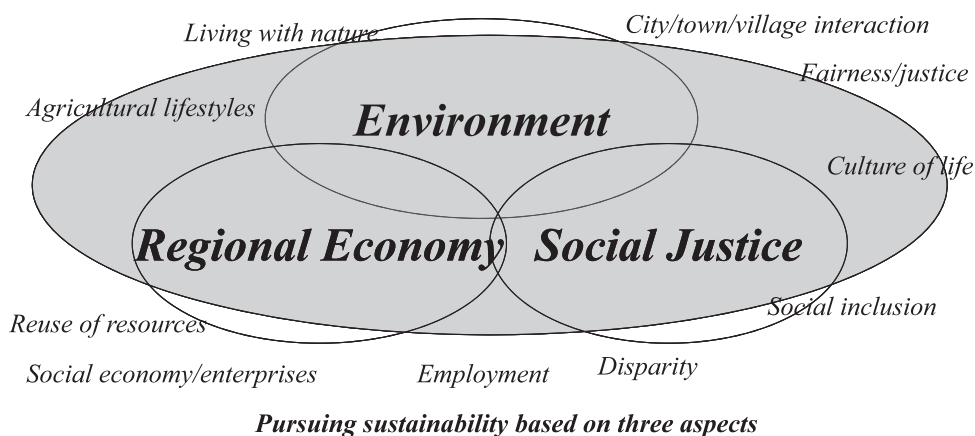 Living with nature
City/town/village interaction
Fairness/justice
Agricultural lifestyles
Environment
Culture of life
Regional Economy
Social Justice
Social inclusion
Reuse of resources
Social economy/enterprises
Employment
Disparity
Pursuing sustainability based on three aspects